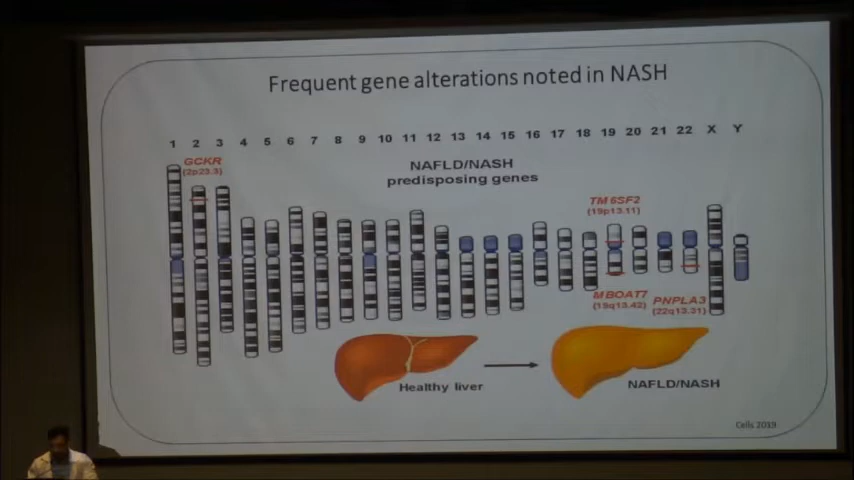 Frequent gene alterations noted in NASH
1 2 3 4 5 6 7 8 9 10 11 12 13 14 15 16 17 18 19 20 21 22 X Y
GCKR
(2p23.3)
NAFLD/NASH
predisposing genes
TM6SF2
(19p13.11)
MBOAT7
(19q13.42)
PNPLA3
(22q13.31)
Healthy liver
NAFLD/NASH
Cells 2019